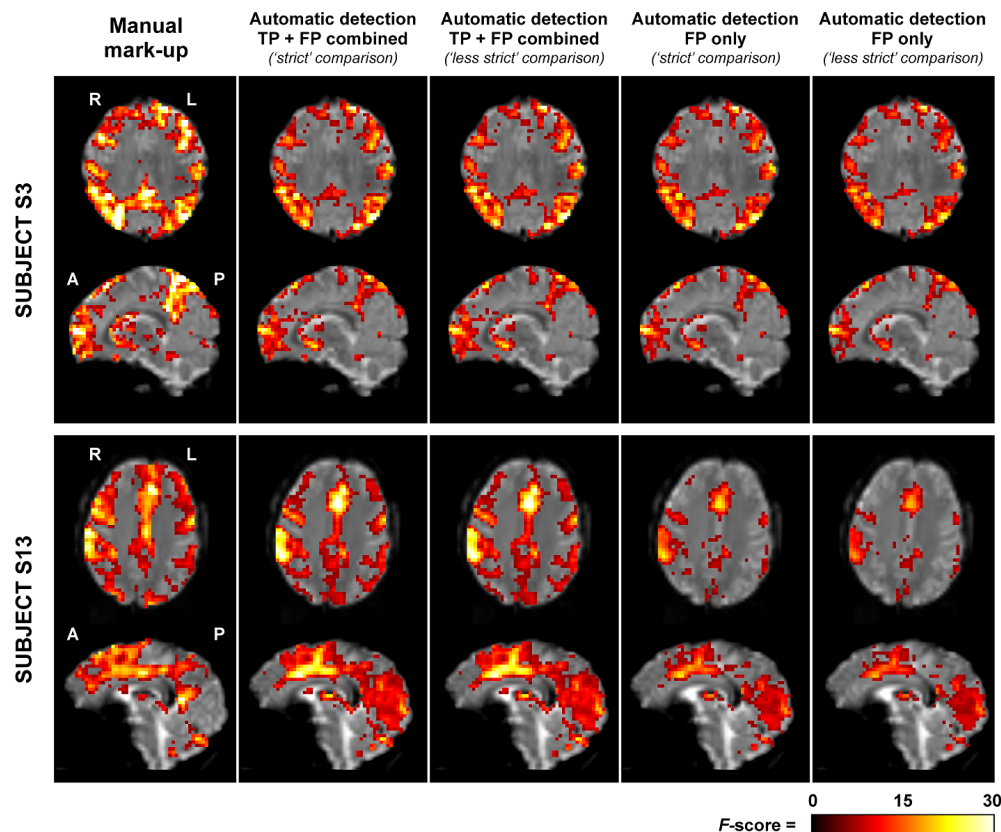 Manual
mark-up
Automatic detection
TP + FP combined
('strict' comparison)
Automatic detection
TP + FP combined
('less strict' comparison)
Automatic detection
FP only
('strict' comparison)
Automatic detection
FP only
('less strict' comparison)
SUBJECT S3
R L
A P
SUBJECT S13
R L
A P
0 15 30
F-score =